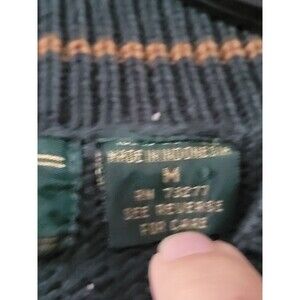 MADE IN INDONESIA
M
RN 73277
SEE REVERSE
FOR CARE